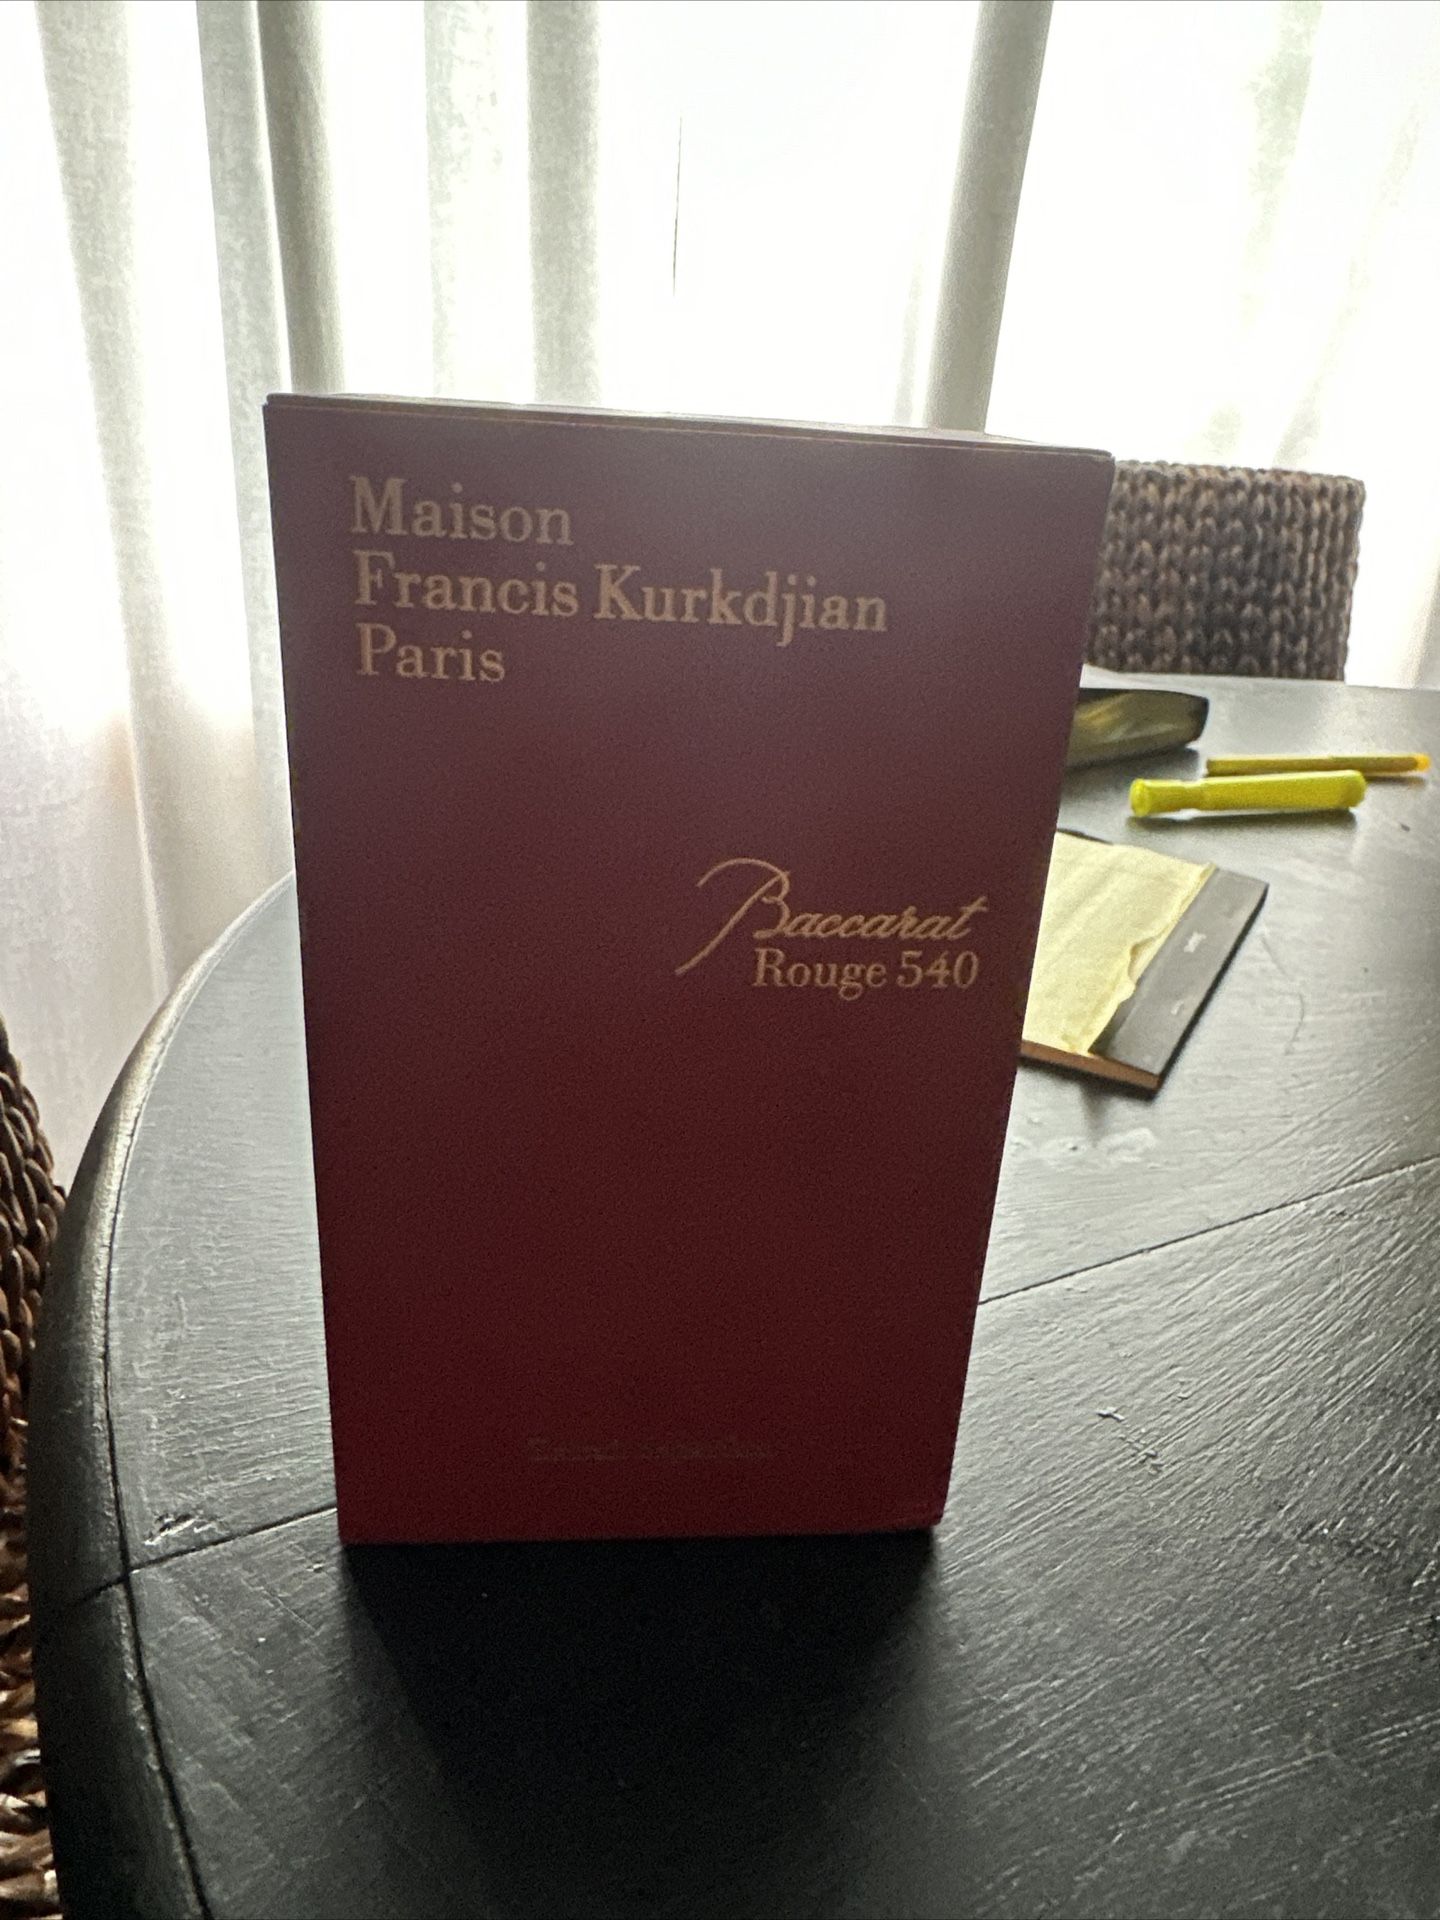 Maison
Francis Kurkdjian
Paris
Baccarat
Rouge 540